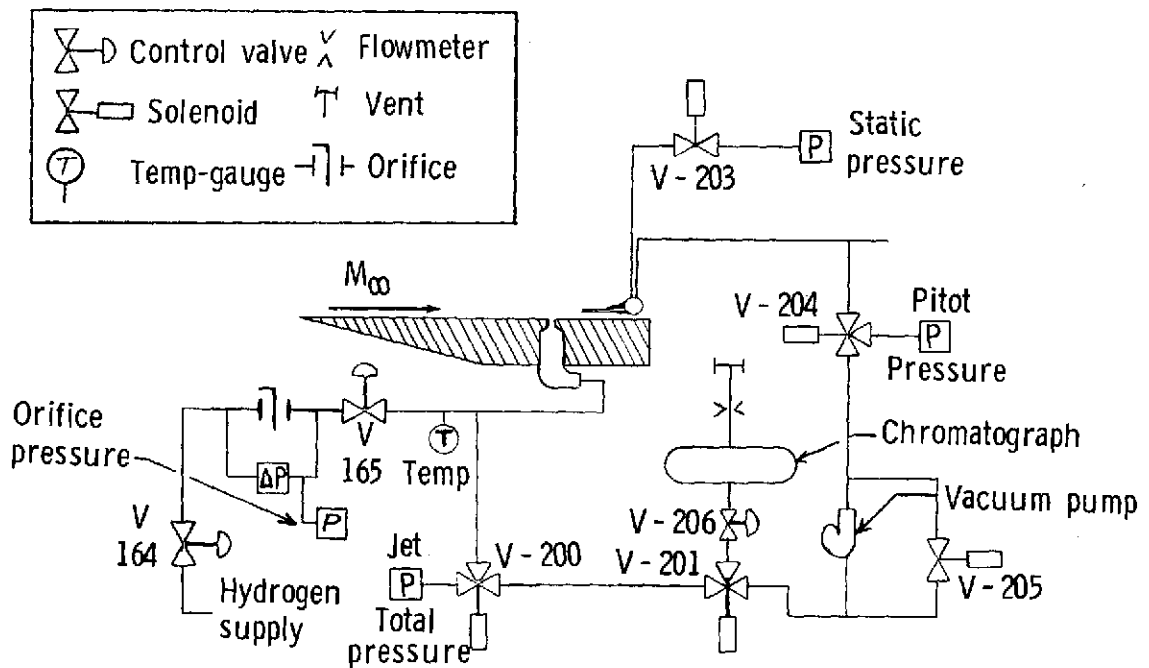 Control valve
Flowmeter
Solenoid
Vent
T
Temp-gauge
Orifice
V-203
P
Static
pressure
M∞
V-204
Pitot
P
Pressure
Orifice
pressure
V
165
T
Temp
ΔP
P
V
164
Hydrogen
supply
Chromatograph
Vacuum pump
V-206
V-205
Jet
P
Total
pressure
V-200
V-201